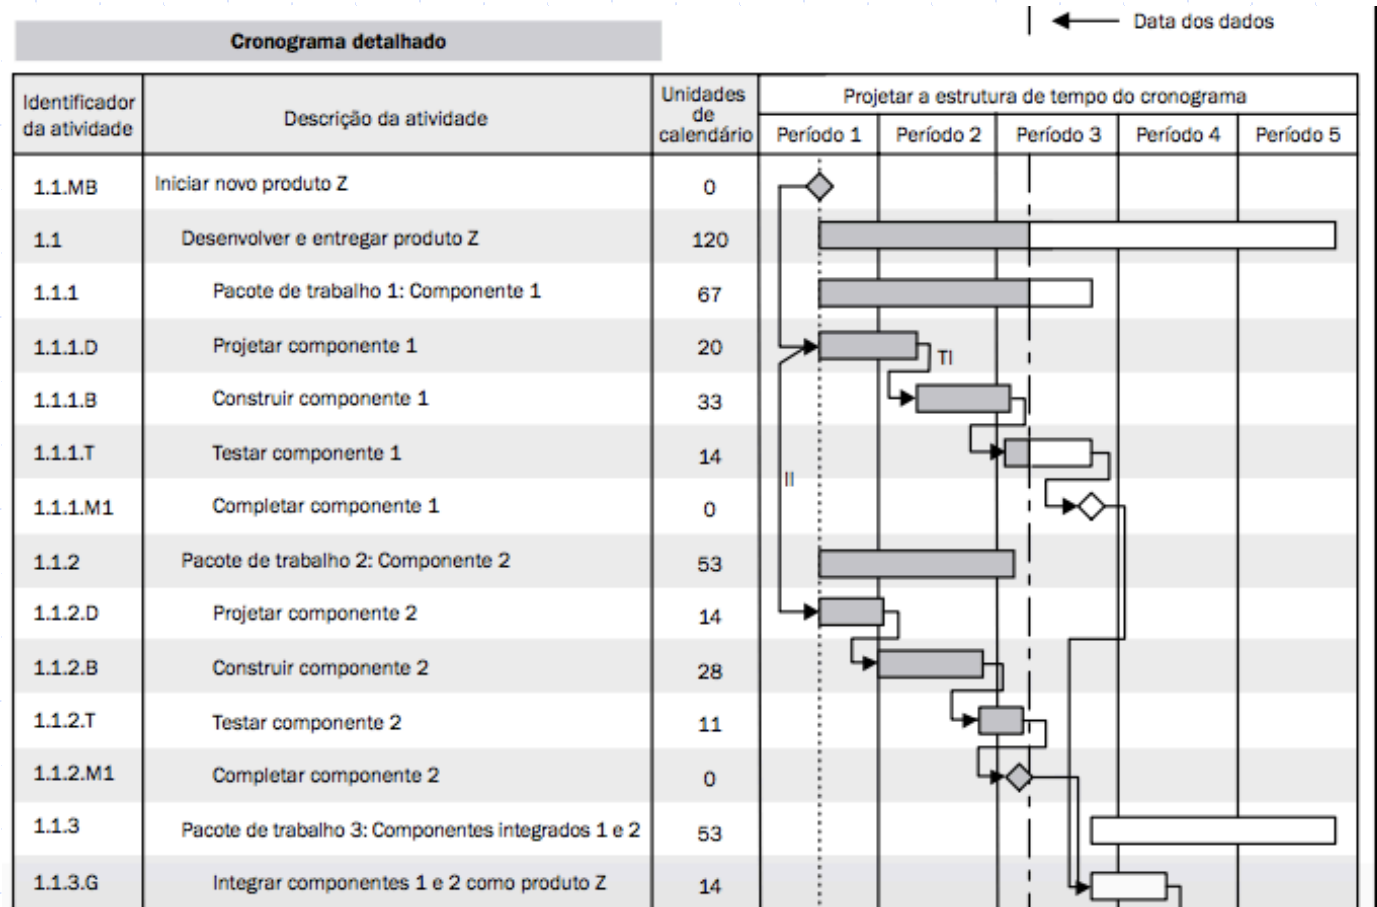 Data dos dados
Cronograma detalhado
Identificador
da atividade
Descrição da atividade
Unidades
de
calendário
Projetar a estrutura de tempo do cronograma
Período 1 Período 2 Período 3 Período 4 Período 5
1.1.MB Iniciar novo produto Z 0
1.1 Desenvolver e entregar produto Z 120
1.1.1 Pacote de trabalho 1: Componente 1 67
1.1.1.D Projetar componente 1 20
TI
1.1.1.B Construir componente 1 33
1.1.1.T Testar componente 1 14
II
1.1.1.M1 Completar componente 1 0
1.1.2 Pacote de trabalho 2: Componente 2 53
1.1.2.D Projetar componente 2 14
1.1.2.B Construir componente 2 28
1.1.2.T Testar componente 2 11
1.1.2.M1 Completar componente 2 0
1.1.3 Pacote de trabalho 3: Componentes integrados 1 e 2 53
1.1.3.G Integrar componentes 1 e 2 como produto Z 14